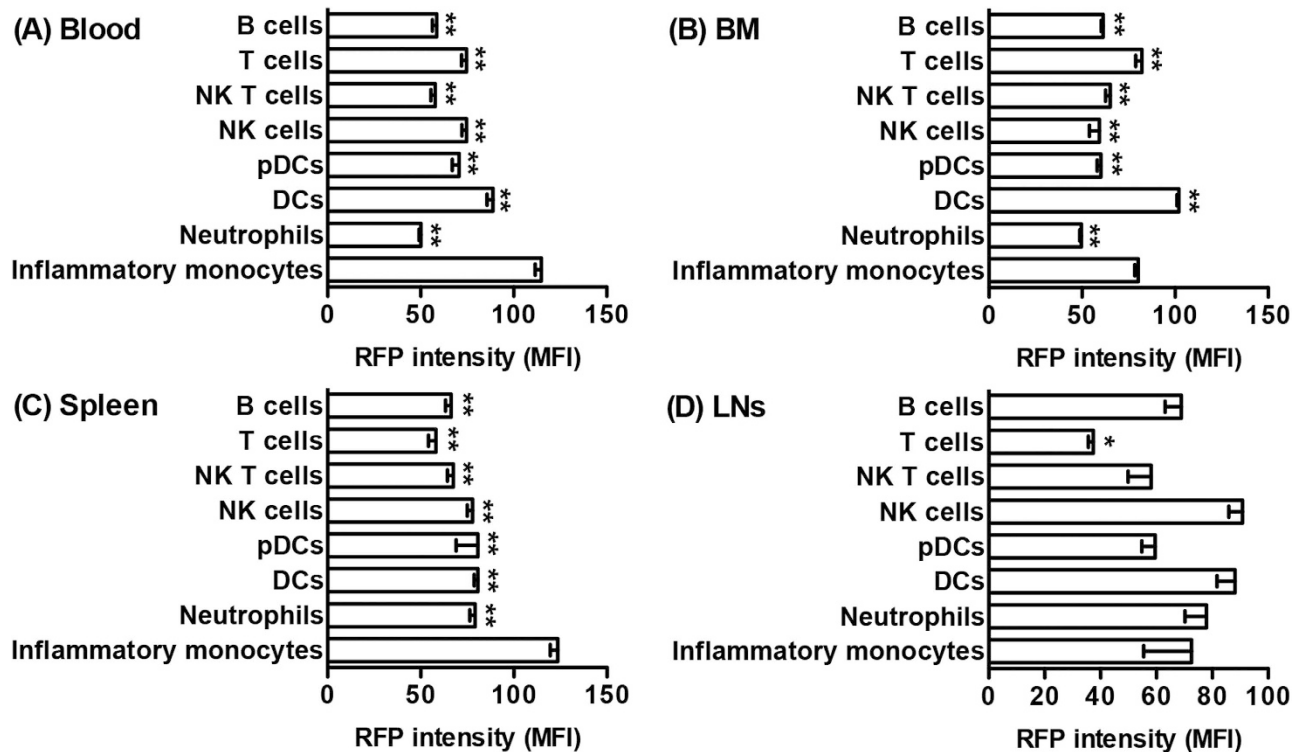 (A) Blood
B cells **
T cells **
NK T cells **
NK cells **
pDCs **
DCs **
Neutrophils **
Inflammatory monocytes
0 50 100 150
RFP intensity (MFI)
(B) BM
B cells **
T cells **
NK T cells **
NK cells **
pDCs **
DCs **
Neutrophils **
Inflammatory monocytes
0 50 100 150
RFP intensity (MFI)
(C) Spleen
B cells **
T cells **
NK T cells **
NK cells **
pDCs **
DCs **
Neutrophils **
Inflammatory monocytes
0 50 100 150
RFP intensity (MFI)
(D) LNs
B cells
T cells *
NK T cells
NK cells
pDCs
DCs
Neutrophils
Inflammatory monocytes
0 20 40 60 80 100
RFP intensity (MFI)